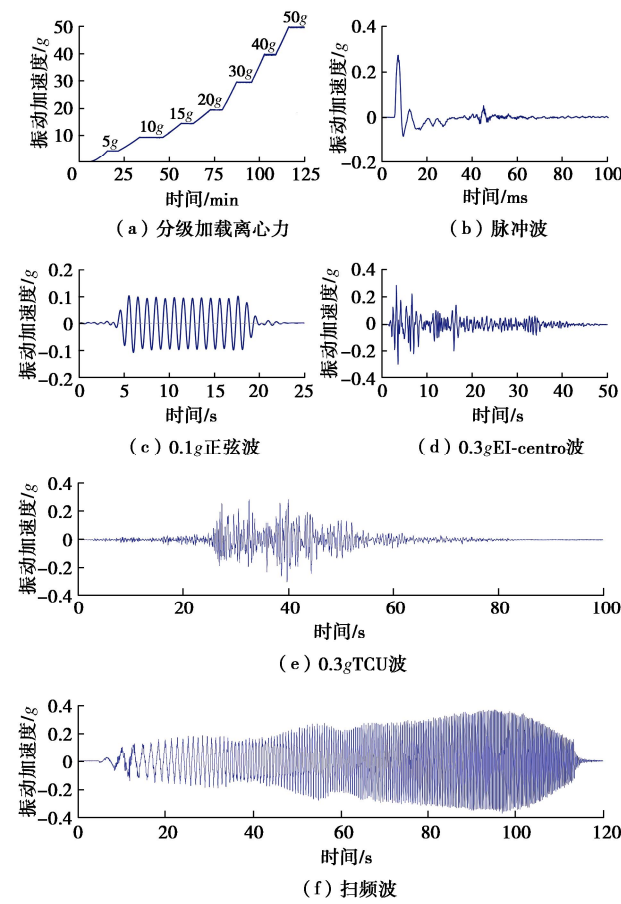 振动加速度/g
50
40
30
20
10
0
25
50
75
100
125
5g
10g
15g
20g
30g
40g
50g
时间/min
（a）分级加载离心力
振动加速度/g
0.4
0.2
0
−0.2
0
20
40
60
80
100
时间/ms
（b）脉冲波
振动加速度/g
0.2
0.1
0
−0.1
−0.2
0
5
10
15
20
25
时间/s
（c）0.1g正弦波
振动加速度/g
0.4
0.2
0
−0.2
−0.4
0
10
20
30
40
50
时间/s
（d）0.3gEI-centro波
振动加速度/g
0.4
0.2
0
−0.2
−0.4
0
20
40
60
80
100
时间/s
（e）0.3gTCU波
振动加速度/g
0.4
0.2
0
−0.2
−0.4
0
20
40
60
80
100
120
时间/s
（f）扫频波